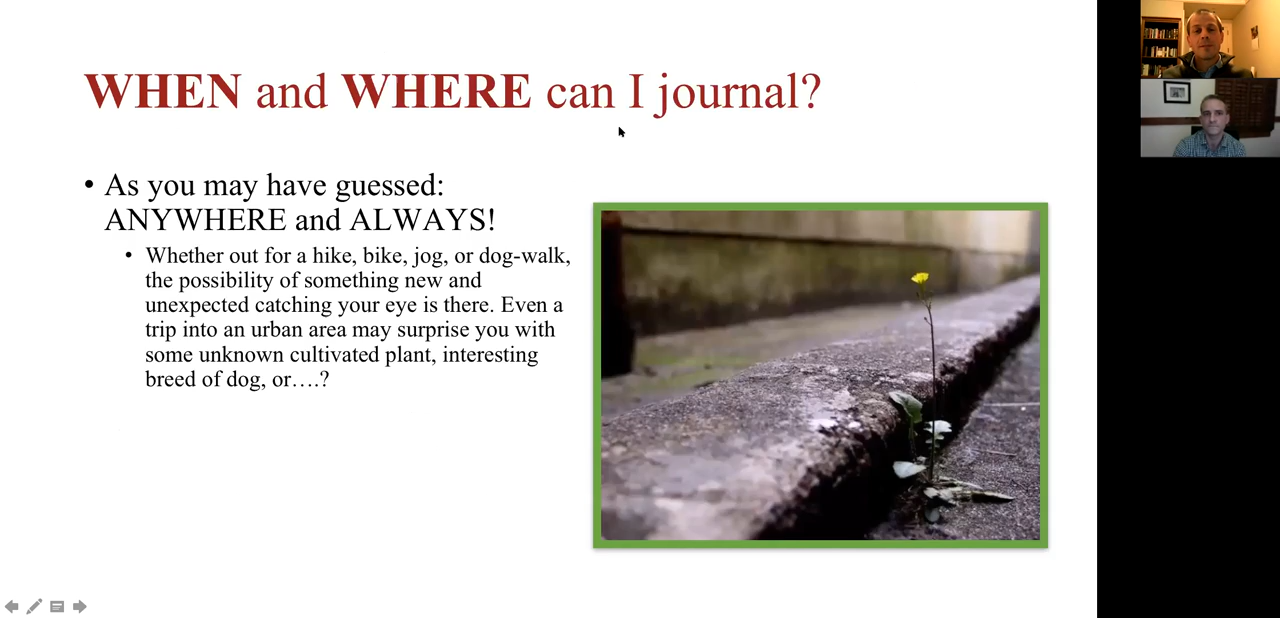 WHEN and WHERE can I journal?
• As you may have guessed:
ANYWHERE and ALWAYS!
• Whether out for a hike, bike, jog, or dog-walk,
the possibility of something new and
unexpected catching your eye is there. Even a
trip into an urban area may surprise you with
some unknown cultivated plant, interesting
breed of dog, or….?